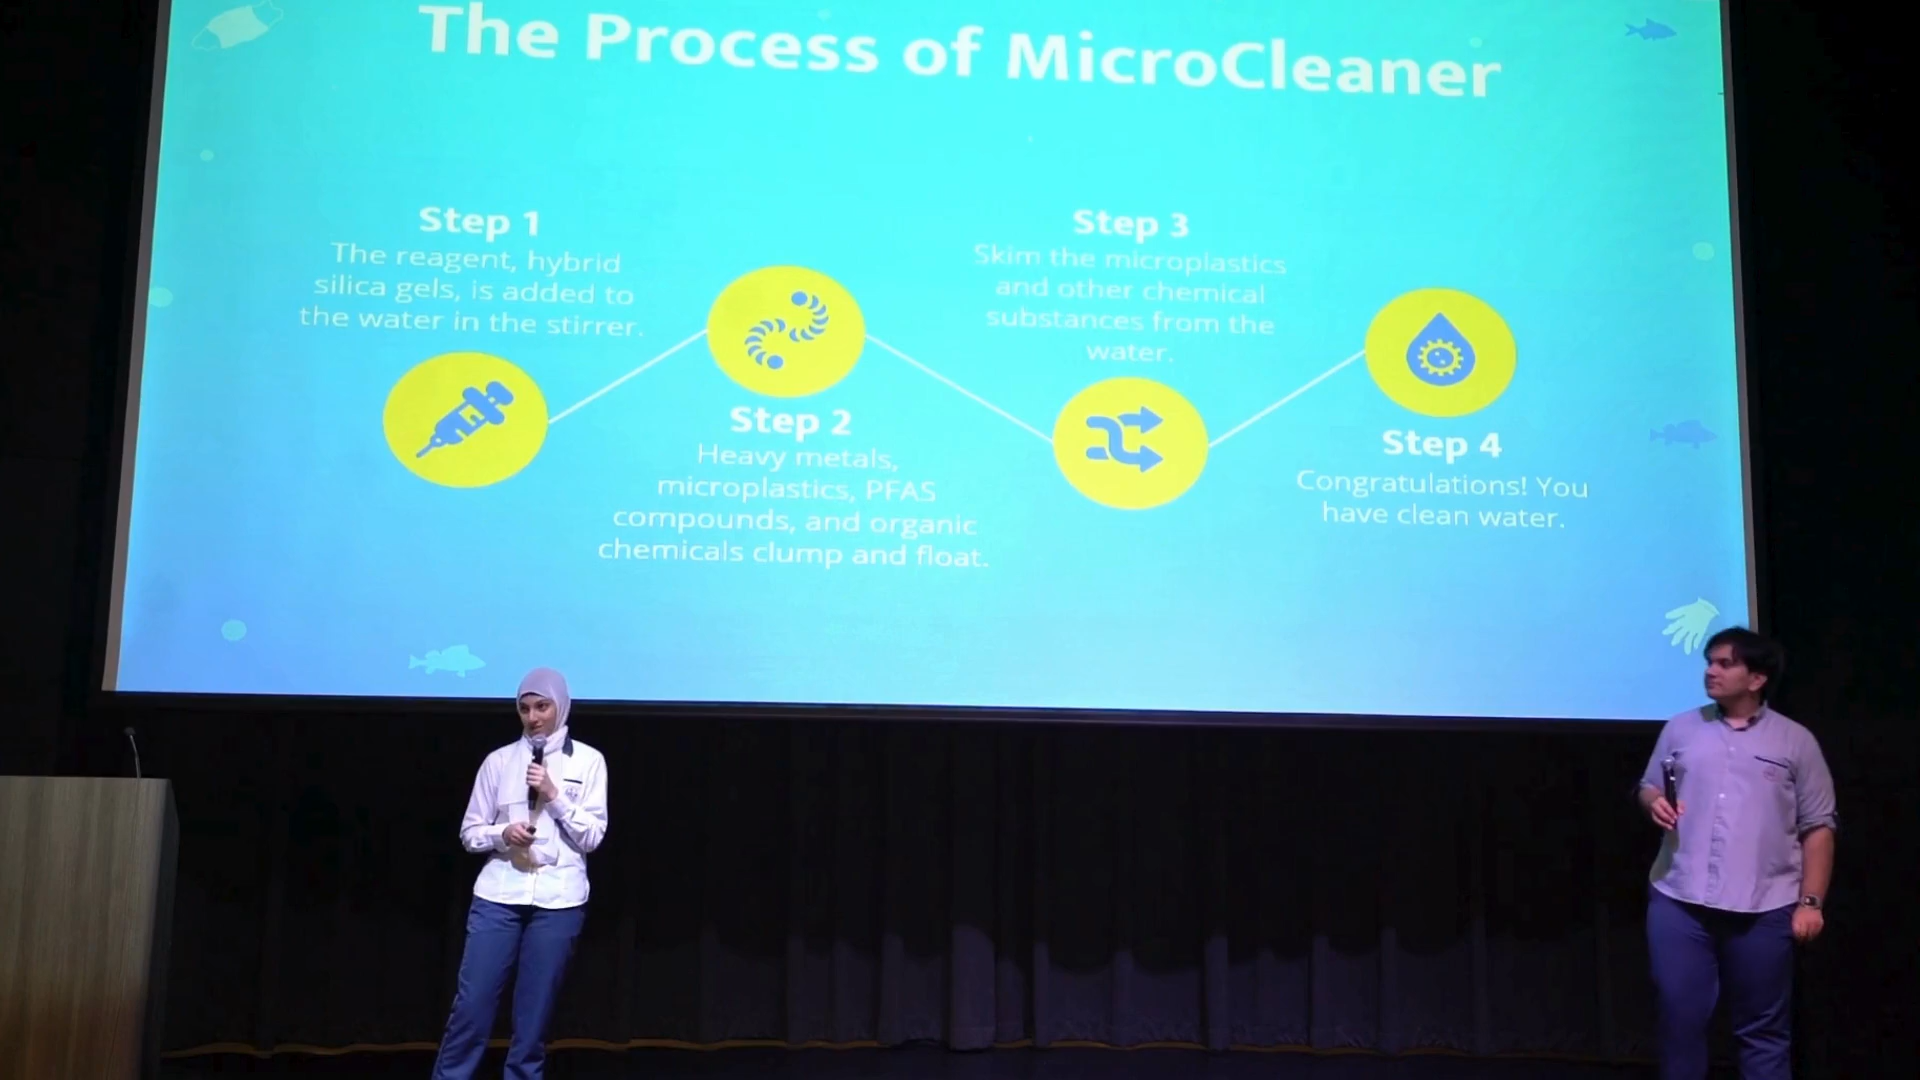 The Process of MicroCleaner
Step 1
The reagent, hybrid
silica gels, is added to
the water in the stirrer.
Step 2
Heavy metals,
microplastics, PFAS
compounds, and organic
chemicals clump and float.
Step 3
Skim the microplastics
and other chemical
substances from the
water.
Step 4
Congratulations! You
have clean water.